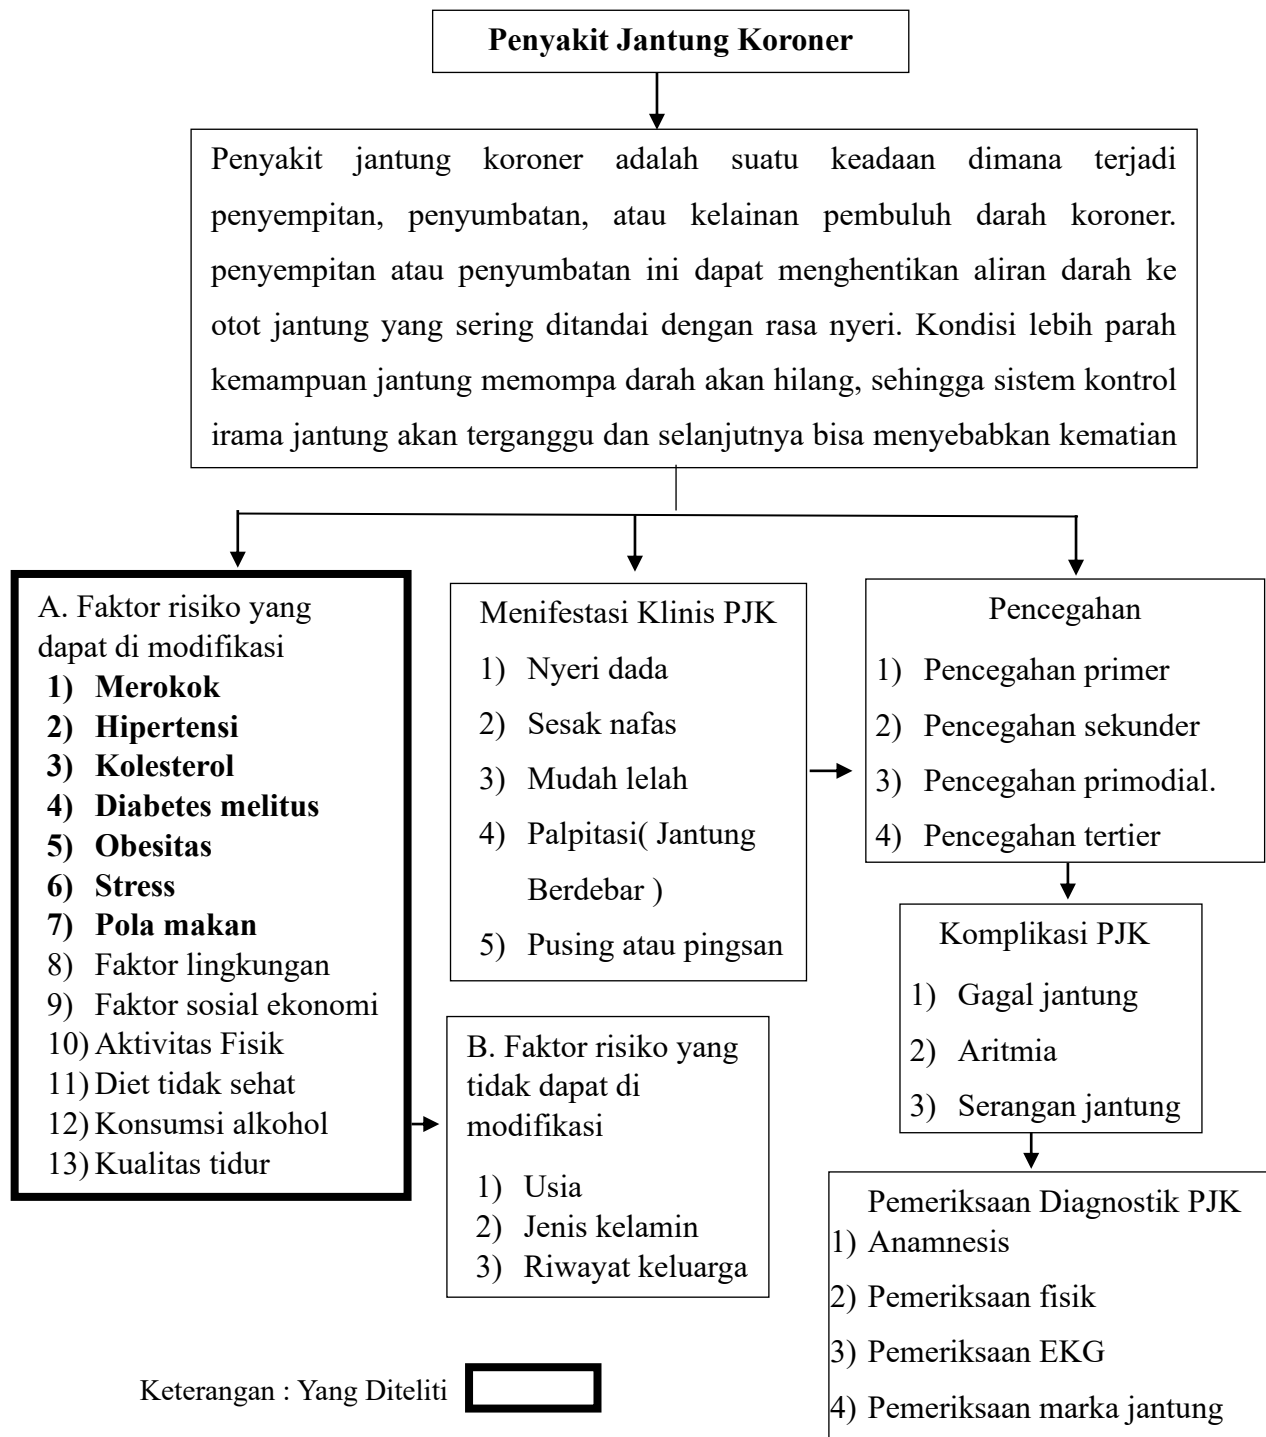 Penyakit Jantung Koroner
Penyakit jantung koroner adalah suatu keadaan dimana terjadi
penyempitan, penyumbatan, atau kelainan pembuluh darah koroner.
penyempitan atau penyumbatan ini dapat menghentikan aliran darah ke
otot jantung yang sering ditandai dengan rasa nyeri. Kondisi lebih parah
kemampuan jantung memompa darah akan hilang, sehingga sistem kontrol
irama jantung akan terganggu dan selanjutnya bisa menyebabkan kematian
A. Faktor risiko yang
dapat di modifikasi
1) Merokok
2) Hipertensi
3) Kolesterol
4) Diabetes melitus
5) Obesitas
6) Stress
7) Pola makan
8) Faktor lingkungan
9) Faktor sosial ekonomi
10) Aktivitas Fisik
11) Diet tidak sehat
12) Konsumsi alkohol
13) Kualitas tidur
Menifestasi Klinis PJK
1) Nyeri dada
2) Sesak nafas
3) Mudah lelah
4) Palpitasi( Jantung
Berdebar )
5) Pusing atau pingsan
B. Faktor risiko yang
tidak dapat di
modifikasi
1) Usia
2) Jenis kelamin
3) Riwayat keluarga
Pencegahan
1) Pencegahan primer
2) Pencegahan sekunder
3) Pencegahan primodial.
4) Pencegahan tertier
Komplikasi PJK
1) Gagal jantung
2) Aritmia
3) Serangan jantung
Pemeriksaan Diagnostik PJK
1) Anamnesis
2) Pemeriksaan fisik
3) Pemeriksaan EKG
4) Pemeriksaan marka jantung
Keterangan : Yang Diteliti